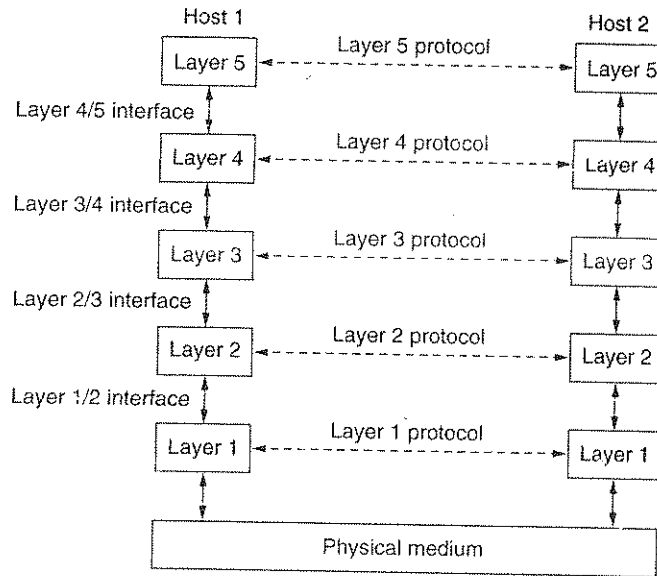 Host 1
Host 2
Layer 5
Layer 5 protocol
Layer 5
Layer 4/5 interface
Layer 4
Layer 4 protocol
Layer 4
Layer 3/4 interface
Layer 3
Layer 3 protocol
Layer 3
Layer 2/3 interface
Layer 2
Layer 2 protocol
Layer 2
Layer 1/2 interface
Layer 1
Layer 1 protocol
Layer 1
Physical medium